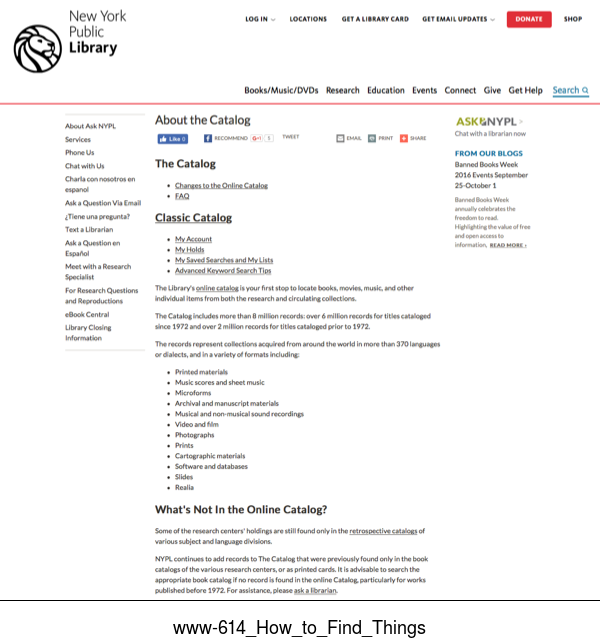 New York
Public
Library
LOG IN
LOCATIONS
GET A LIBRARY CARD
GET EMAIL UPDATES
DONATE
SHOP
Books/Music/DVDs Research Education Events Connect Give Get Help Search
About Ask NYPL
Services
Phone Us
Chat with Us
Charla con nosotros en
espanol
Ask a Question Via Email
¿Tiene una pregunta?
Text a Librarian
Ask a Question en
Español
Meet with a Research
Specialist
For Research Questions
and Reproductions
eBook Central
Library Closing
Information
About the Catalog
Like 0
RECOMMEND
G+1
1
TWEET
EMAIL
PRINT
SHARE
The Catalog
• Changes to the Online Catalog
• FAQ
Classic Catalog
• My Account
• My Holds
• My Saved Searches and My Lists
• Advanced Keyword Search Tips
The Library's online catalog is your first stop to locate books, movies, music, and other
individual items from both the research and circulating collections.
The Catalog includes more than 8 million records: over 6 million records for titles cataloged
since 1972 and over 2 million records for titles cataloged prior to 1972.
The records represent collections acquired from around the world in more than 370 languages
or dialects, and in a variety of formats including:
• Printed materials
• Music scores and sheet music
• Microforms
• Archival and manuscript materials
• Musical and non-musical sound recordings
• Video and film
• Photographs
• Prints
• Cartographic materials
• Software and databases
• Slides
• Realia
What's Not In the Online Catalog?
Some of the research centers' holdings are still found only in the retrospective catalogs of
various subject and language divisions.
NYPL continues to add records to The Catalog that were previously found only in the book
catalogs of the various research centers, or as printed cards. It is advisable to search the
appropriate book catalog if no record is found in the online Catalog, particularly for works
published before 1972. For assistance, please ask a librarian.
ASK NYPL >
Chat with a librarian now
FROM OUR BLOGS
Banned Books Week
2016 Events September
25-October 1
Banned Books Week
annually celebrates the
freedom to read.
Highlighting the value of free
and open access to
information, READ MORE ›
www-614_How_to_Find_Things